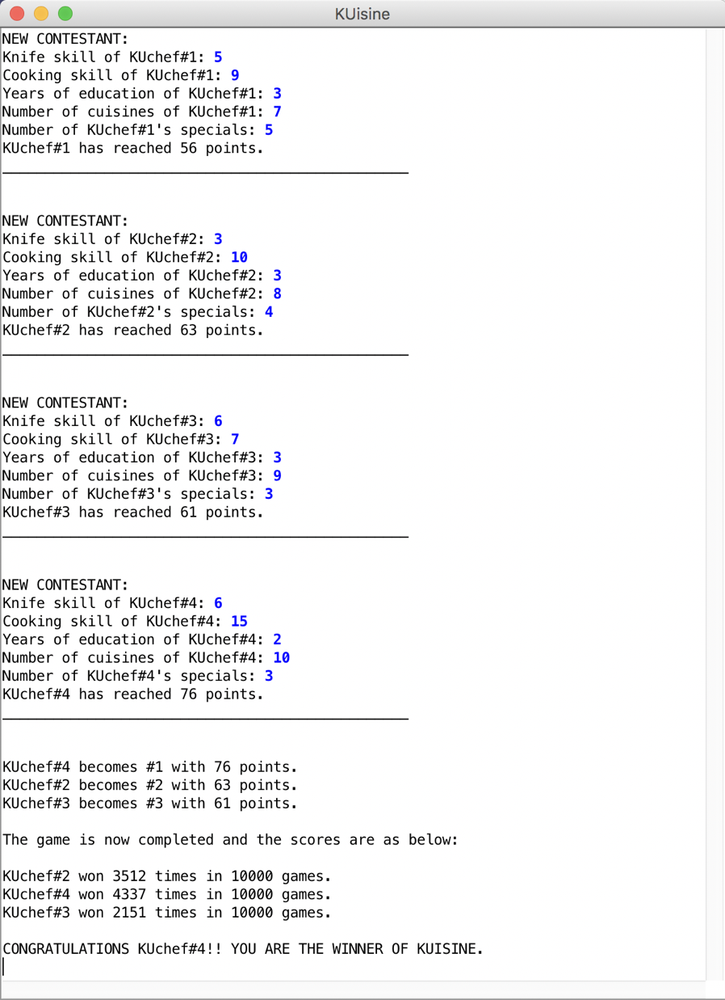 KUisine
NEW CONTESTANT:
Knife skill of KUchef#1: 5
Cooking skill of KUchef#1: 9
Years of education of KUchef#1: 3
Number of cuisines of KUchef#1: 7
Number of KUchef#1's specials: 5
KUchef#1 has reached 56 points.
NEW CONTESTANT:
Knife skill of KUchef#2: 3
Cooking skill of KUchef#2: 10
Years of education of KUchef#2: 3
Number of cuisines of KUchef#2: 8
Number of KUchef#2's specials: 4
KUchef#2 has reached 63 points.
NEW CONTESTANT:
Knife skill of KUchef#3: 6
Cooking skill of KUchef#3: 7
Years of education of KUchef#3: 3
Number of cuisines of KUchef#3: 9
Number of KUchef#3's specials: 3
KUchef#3 has reached 61 points.
NEW CONTESTANT:
Knife skill of KUchef#4: 6
Cooking skill of KUchef#4: 15
Years of education of KUchef#4: 2
Number of cuisines of KUchef#4: 10
Number of KUchef#4's specials: 3
KUchef#4 has reached 76 points.
KUchef#4 becomes #1 with 76 points.
KUchef#2 becomes #2 with 63 points.
KUchef#3 becomes #3 with 61 points.
The game is now completed and the scores are as below:
KUchef#2 won 3512 times in 10000 games.
KUchef#4 won 4337 times in 10000 games.
KUchef#3 won 2151 times in 10000 games.
CONGRATULATIONS KUchef#4!! YOU ARE THE WINNER OF KUISINE.